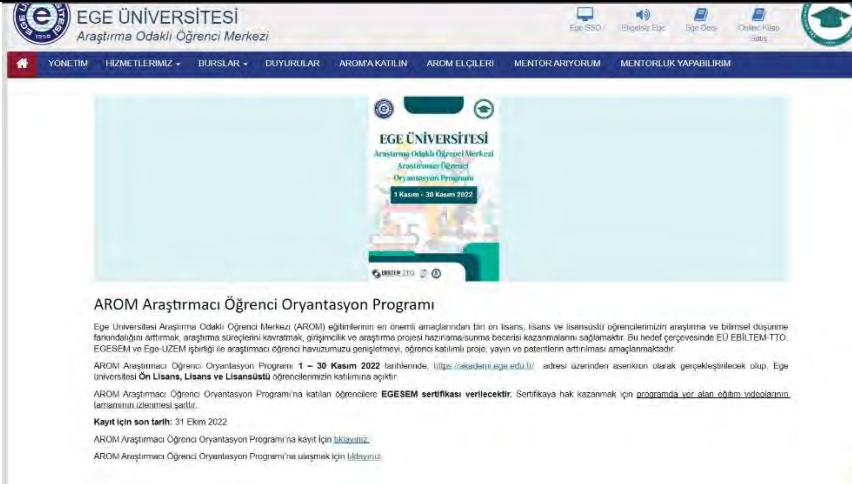 EGE ÜNİVERSİTESİ
Araştırma Odaklı Öğrenci Merkezi
Ege SSO
Engelsiz Ege
Ege Ders
Online Kitap
Satış
YÖNETİM HİZMETLERİMİZ BURSLAR DUYURULAR AROM'A KATILIN AROM ELÇİLERİ MENTOR ARIYORUM MENTORLUK YAPABİLİRİM
EGE ÜNİVERSİTESİ
Araştırma Odaklı Öğrenci Merkezi
Araştırmacı Öğrenci
Oryantasyon Programı
1 Kasım - 30 Kasım 2022
AROM Araştırmacı Öğrenci Oryantasyon Programı
Ege Üniversitesi Araştırma Odaklı Öğrenci Merkezi (AROM) eğitimlerinin en önemli amaçlarından biri ön lisans, lisans ve lisansüstü öğrencilerimizin araştırma ve bilimsel düşünme
farkındalığını arttırmak, araştırma süreçlerini kavratmak, girişimcilik ve araştırma projesi hazırlama/sunma becerisi kazanmalarını sağlamaktır. Bu hedef çerçevesinde EÜ EBİLTEM-TTO,
EGESEM ve Ege-UZEM işbirliği ile araştırmacı öğrenci havuzumuzu genişletmeyi, öğrenci katılımlı proje, yayın ve patentlerin arttırılması amaçlanmaktadır.
AROM Araştırmacı Öğrenci Oryantasyon Programı 1 – 30 Kasım 2022 tarihlerinde, https://akademi.ege.edu.tr/ adresi üzerinden asenkron olarak gerçekleştirilecek olup, Ege
Üniversitesi Ön Lisans, Lisans ve Lisansüstü öğrencilerimizin katılımına açıktır.
AROM Araştırmacı Öğrenci Oryantasyon Programı'na katılan öğrencilere EGESEM sertifikası verilecektir. Sertifikaya hak kazanmak için programda yer alan eğitim videolarının
tamamının izlenmesi şarttır.
Kayıt için son tarih: 31 Ekim 2022
AROM Araştırmacı Öğrenci Oryantasyon Programı'na kayıt için tıklayınız.
AROM Araştırmacı Öğrenci Oryantasyon Programı'na ulaşmak için tıklayınız.